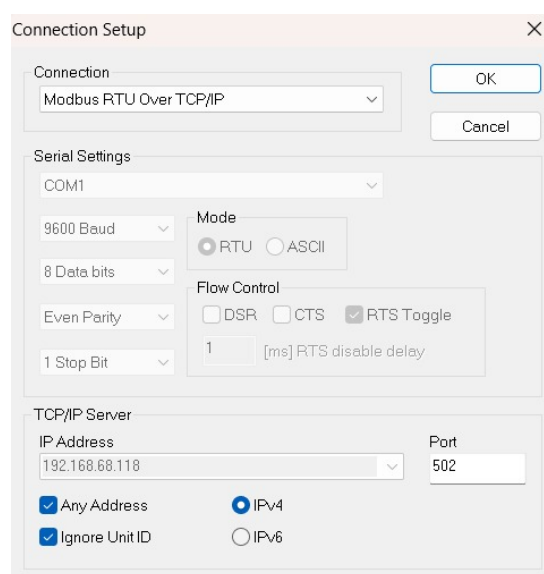 Connection Setup
Connection
Modbus RTU Over TCP/IP
OK
Cancel
Serial Settings
COM1
9600 Baud
Mode
RTU ASCII
8 Data bits
Flow Control
Even Parity
DSR CTS RTS Toggle
1 Stop Bit
1 [ms] RTS disable delay
TCP/IP Server
IP Address Port
192.168.68.118 502
Any Address IPv4
Ignore Unit ID IPv6